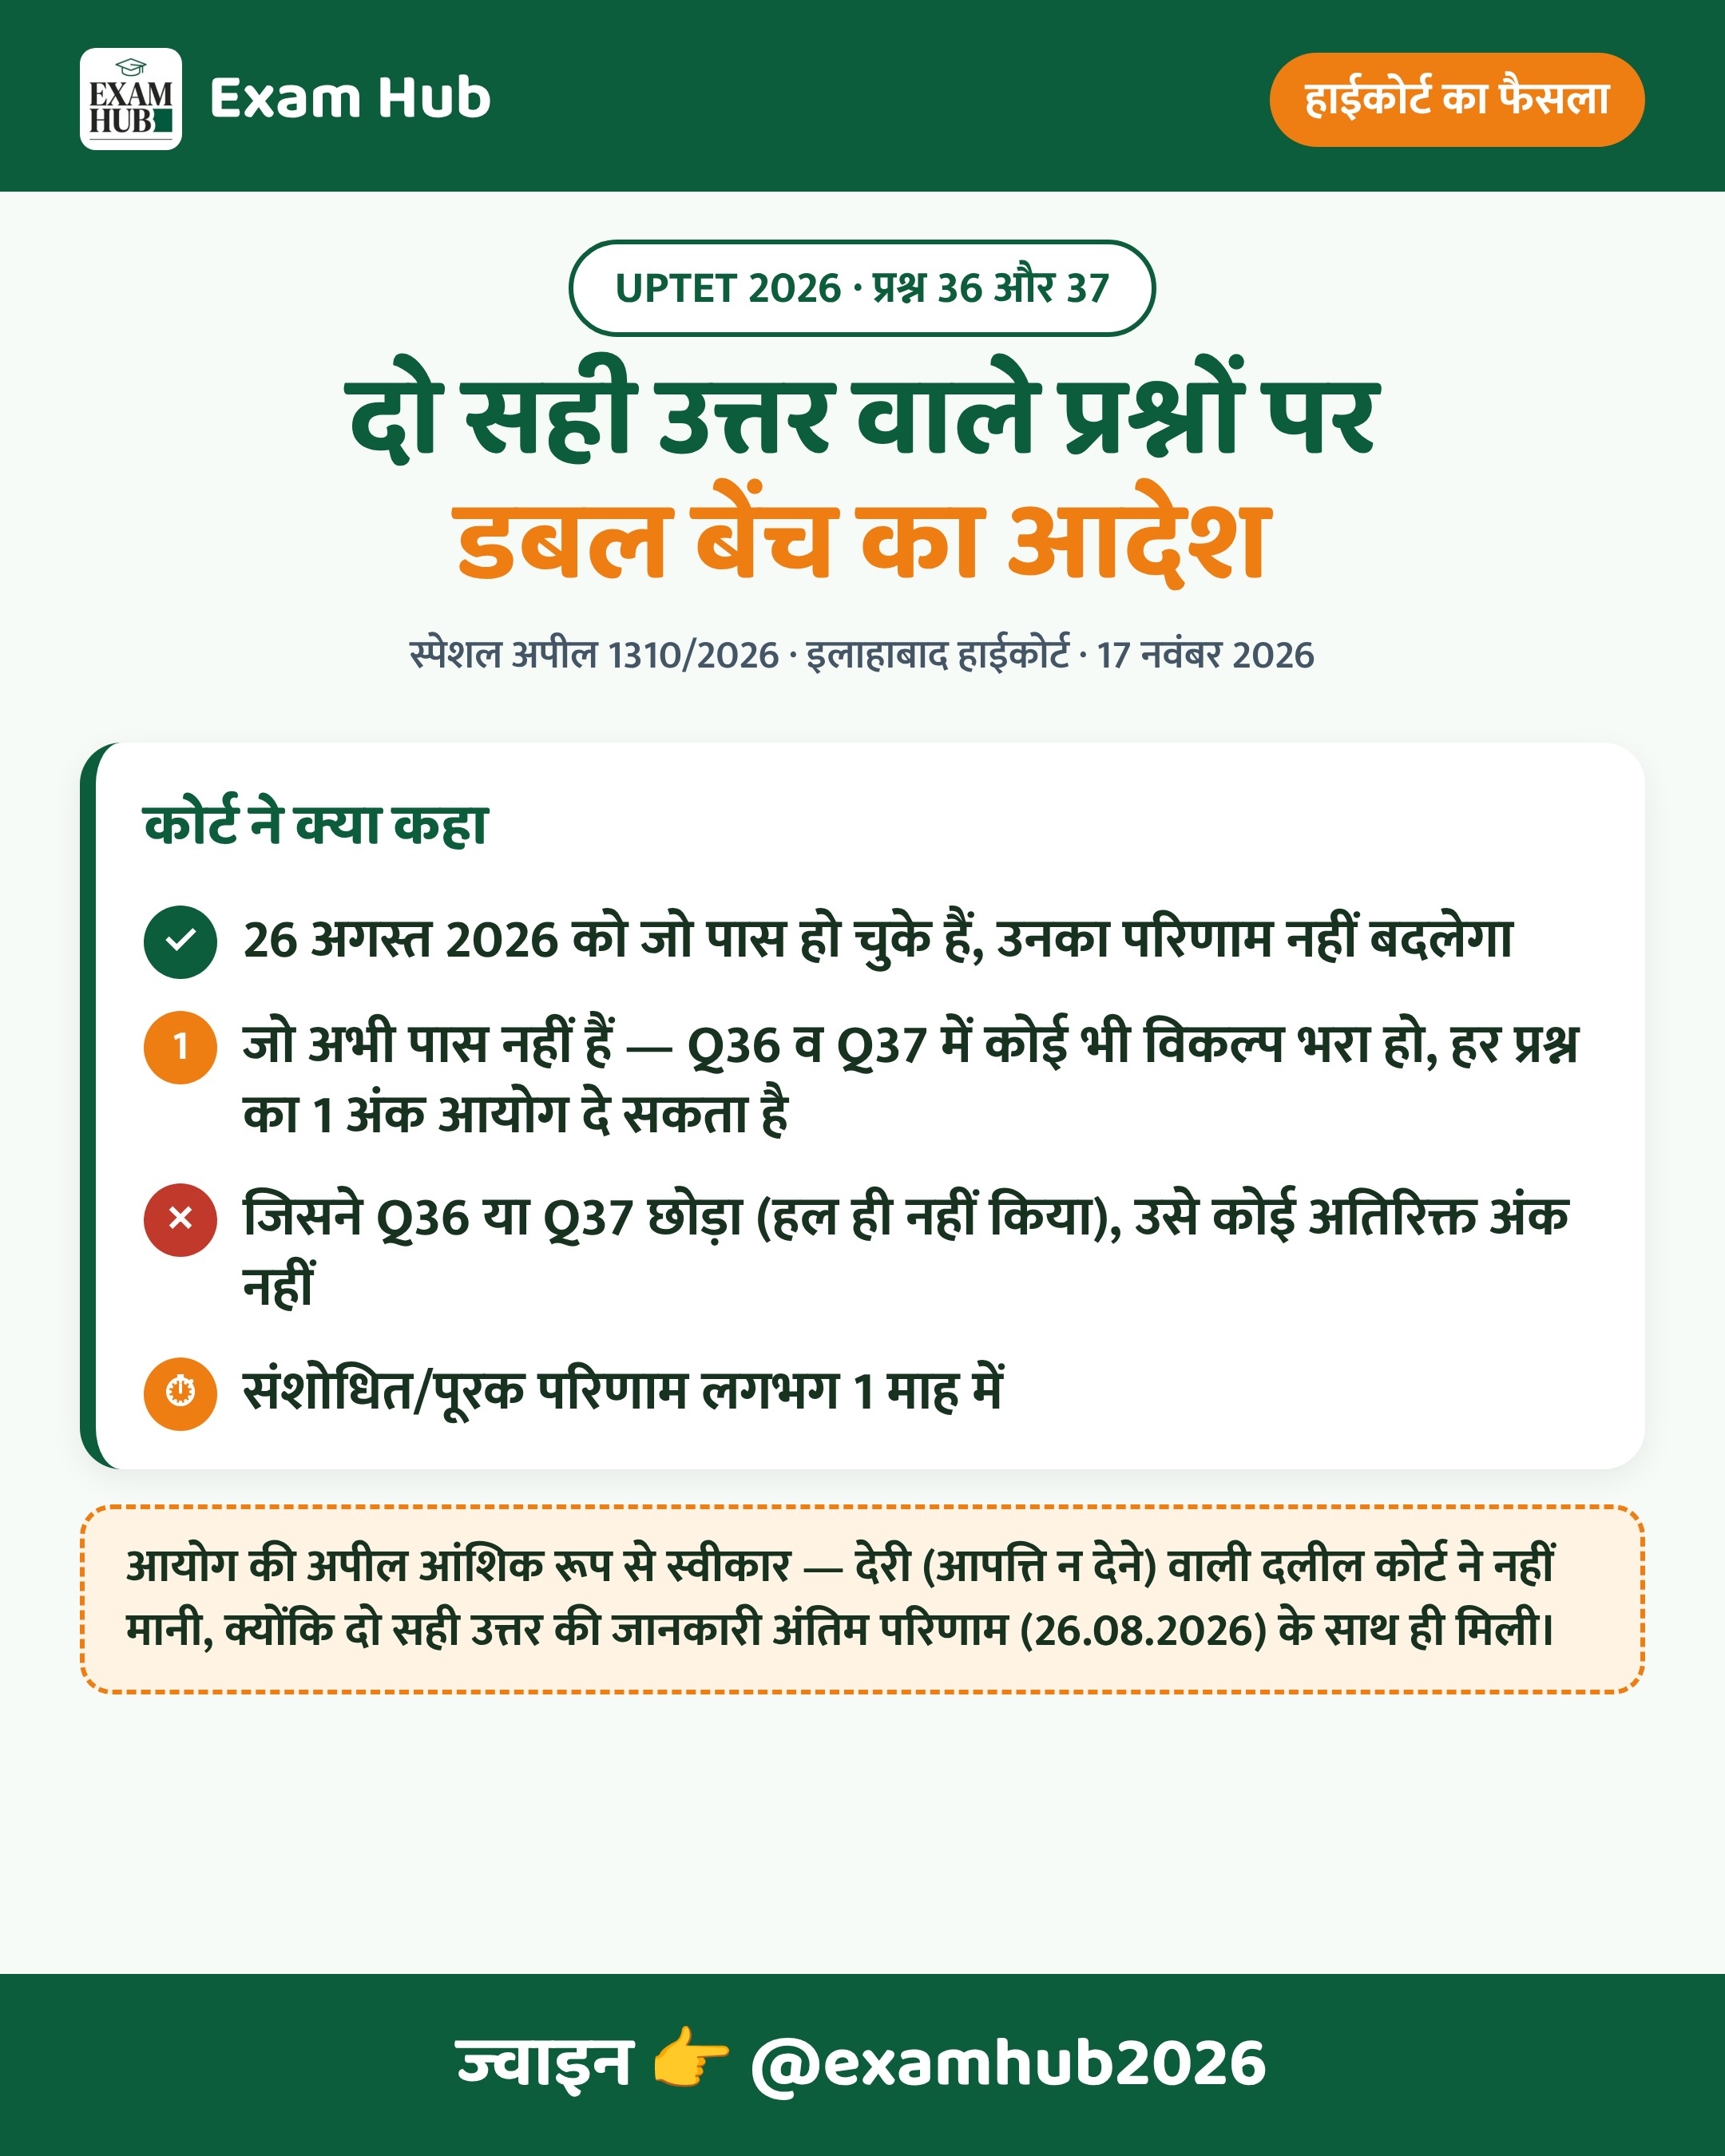 EXAM
HUB
Exam Hub
हाईकोर्ट का फैसला
UPTET 2026 · प्रश्न 36 और 37
दो सही उत्तर वाले प्रश्नों पर
डबल बेंच का आदेश
स्पेशल अपील 1310/2026 · इलाहाबाद हाईकोर्ट · 17 नवंबर 2026
कोर्ट ने क्या कहा
✓ 26 अगस्त 2026 को जो पास हो चुके हैं, उनका परिणाम नहीं बदलेगा
1 जो अभी पास नहीं हैं — Q36 व Q37 में कोई भी विकल्प भरा हो, हर प्रश्न
का 1 अंक आयोग दे सकता है
✕ जिसने Q36 या Q37 छोड़ा (हल ही नहीं किया), उसे कोई अतिरिक्त अंक
नहीं
⏱ संशोधित/पूरक परिणाम लगभग 1 माह में
आयोग की अपील आंशिक रूप से स्वीकार — देरी (आपत्ति न देने) वाली दलील कोर्ट ने नहीं
मानी, क्योंकि दो सही उत्तर की जानकारी अंतिम परिणाम (26.08.2026) के साथ ही मिली।
ज्वाइन 👉 @examhub2026